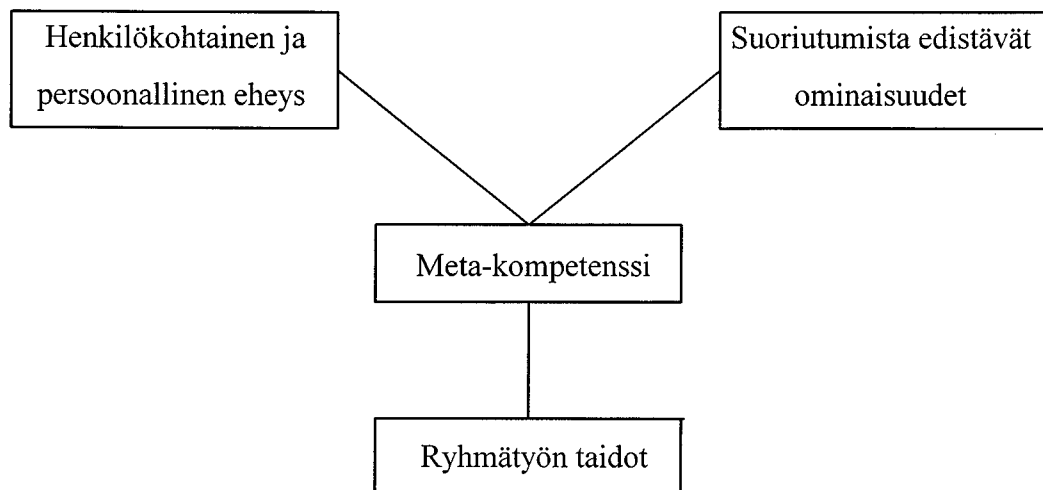 Henkilökohtainen ja
persoonallinen eheys
Suoriutumista edistävät
ominaisuudet
Meta-kompetenssi
Ryhmätyön taidot